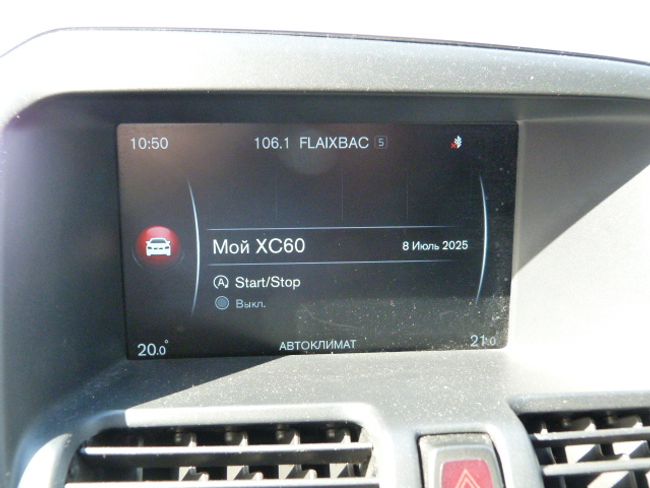 10:50 106.1 FLAIXBAC 5
Мой XC60 8 Июль 2025
Start/Stop
Выкл.
20.0° АВТОКЛИМАТ 21.0